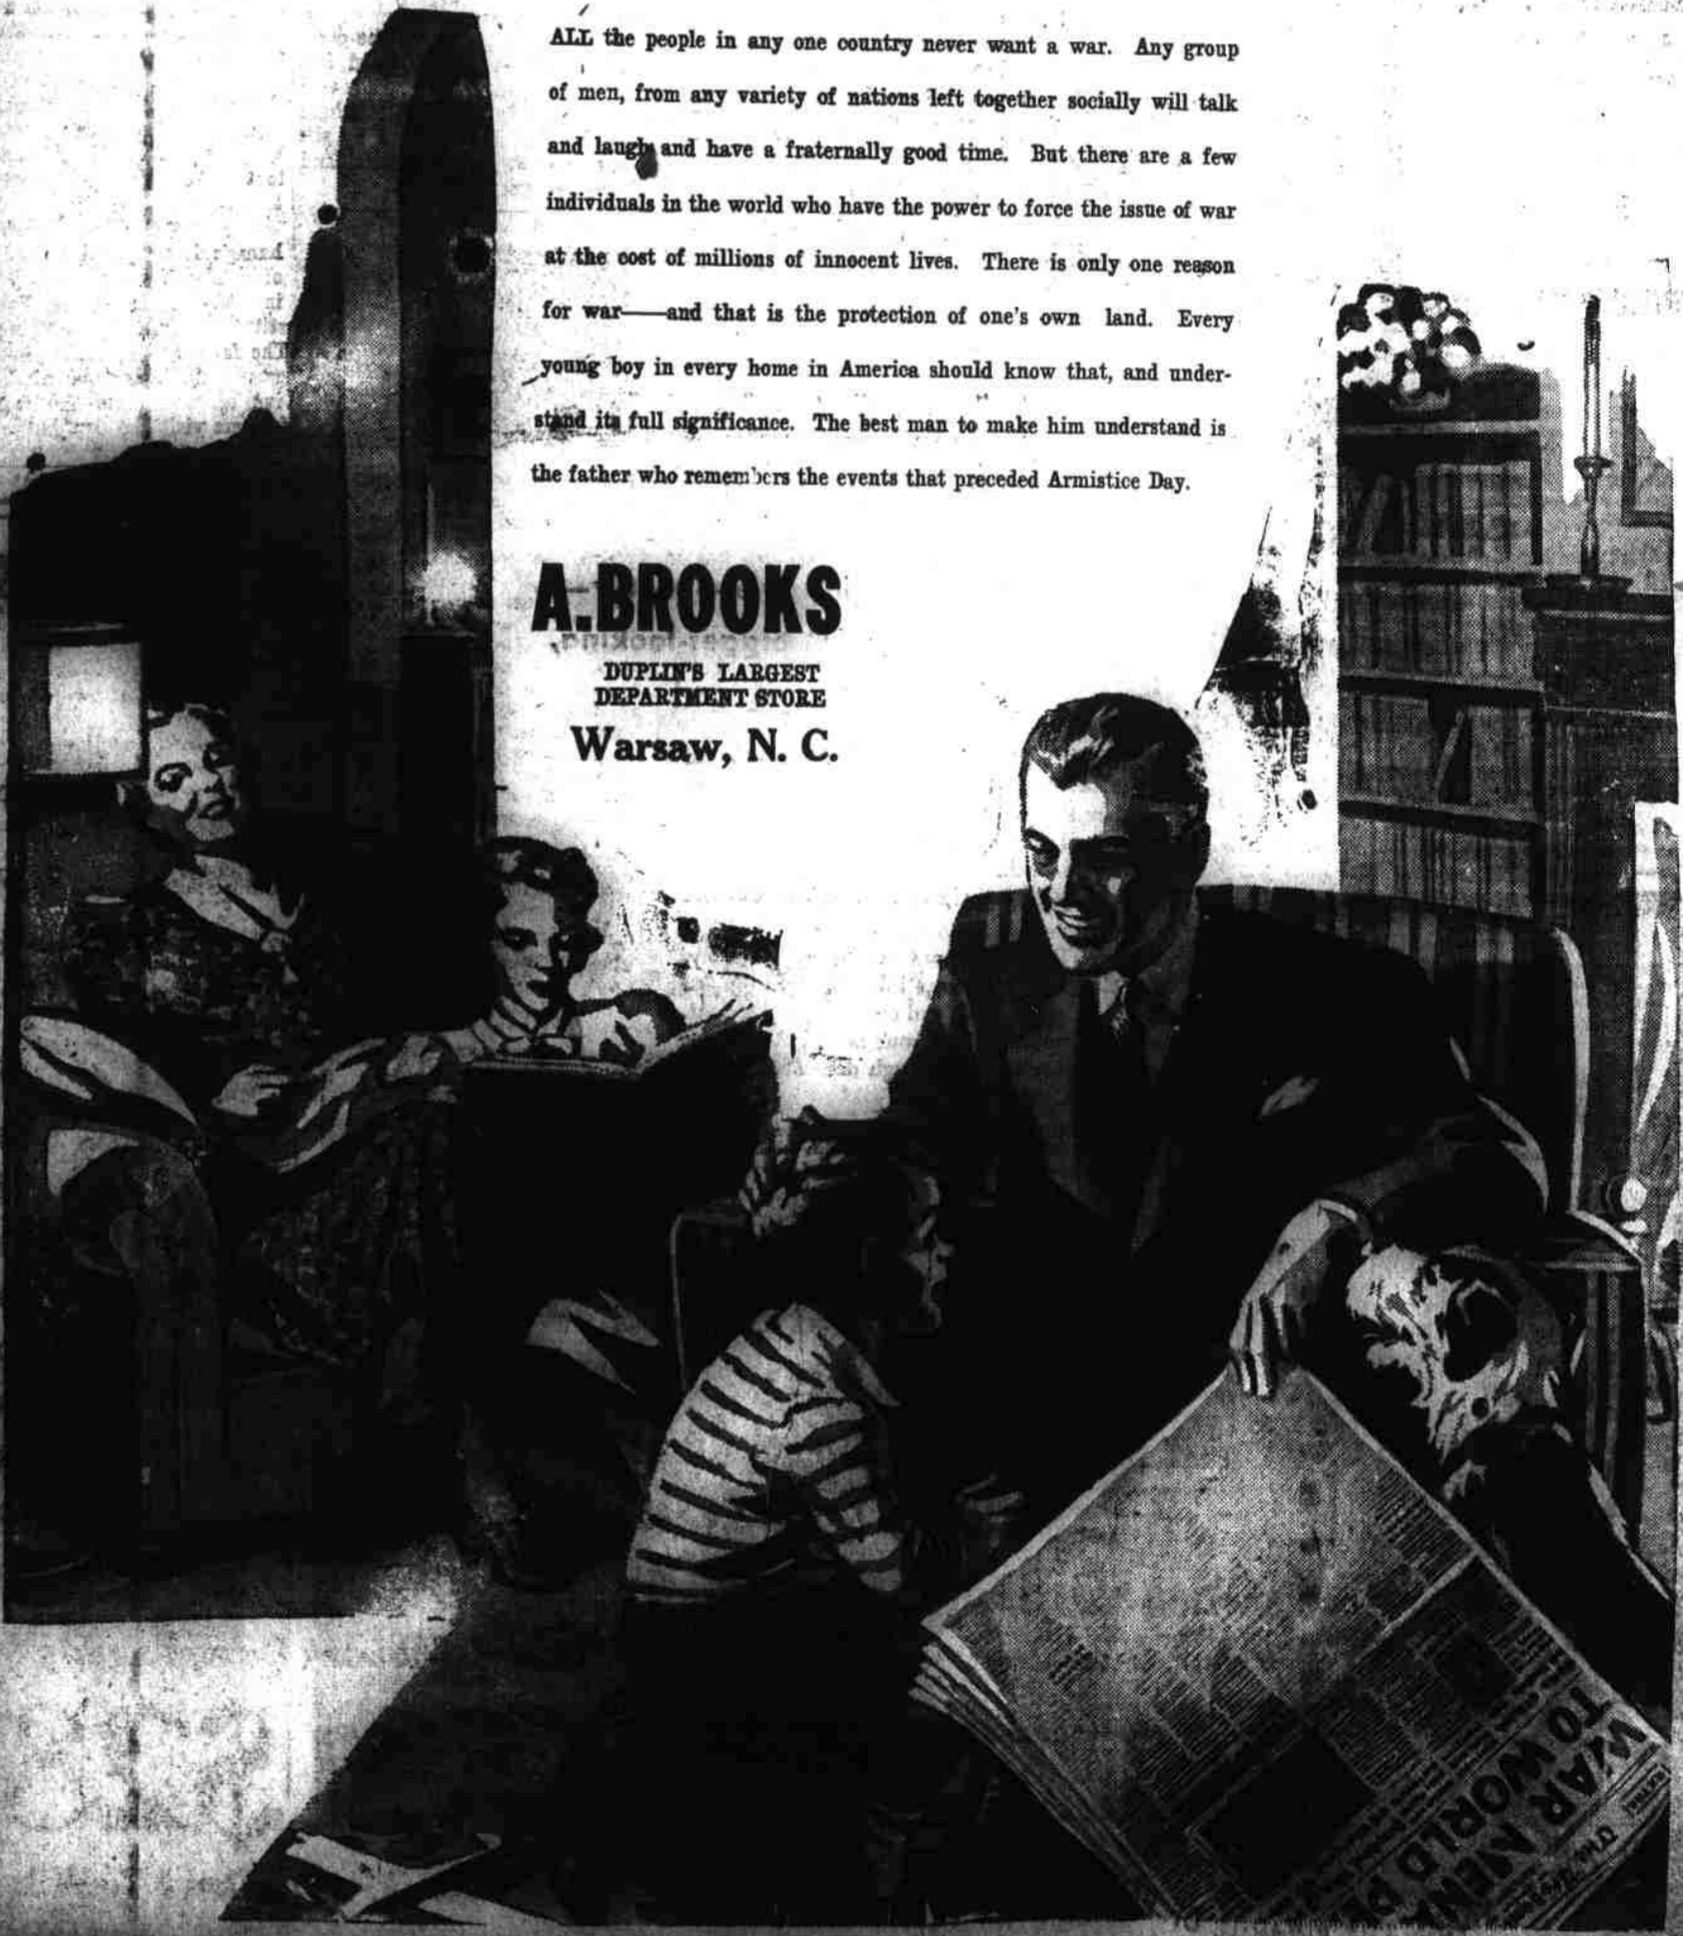 ALL the people in any one country never want a war. Any group
of men, from any variety of nations left together socially will talk
and laugh and have a fraternally good time. But there are a few
individuals in the world who have the power to force the issue of war
at the cost of millions of innocent lives. There is only one reason
for war—and that is the protection of one's own land. Every
young boy in every home in America should know that, and under-
stand its full significance. The best man to make him understand is
the father who remembers the events that preceded Armistice Day.
A. BROOKS
DUPLIN'S LARGEST
DEPARTMENT STORE
Warsaw, N. C.
WAR
TO WORLD